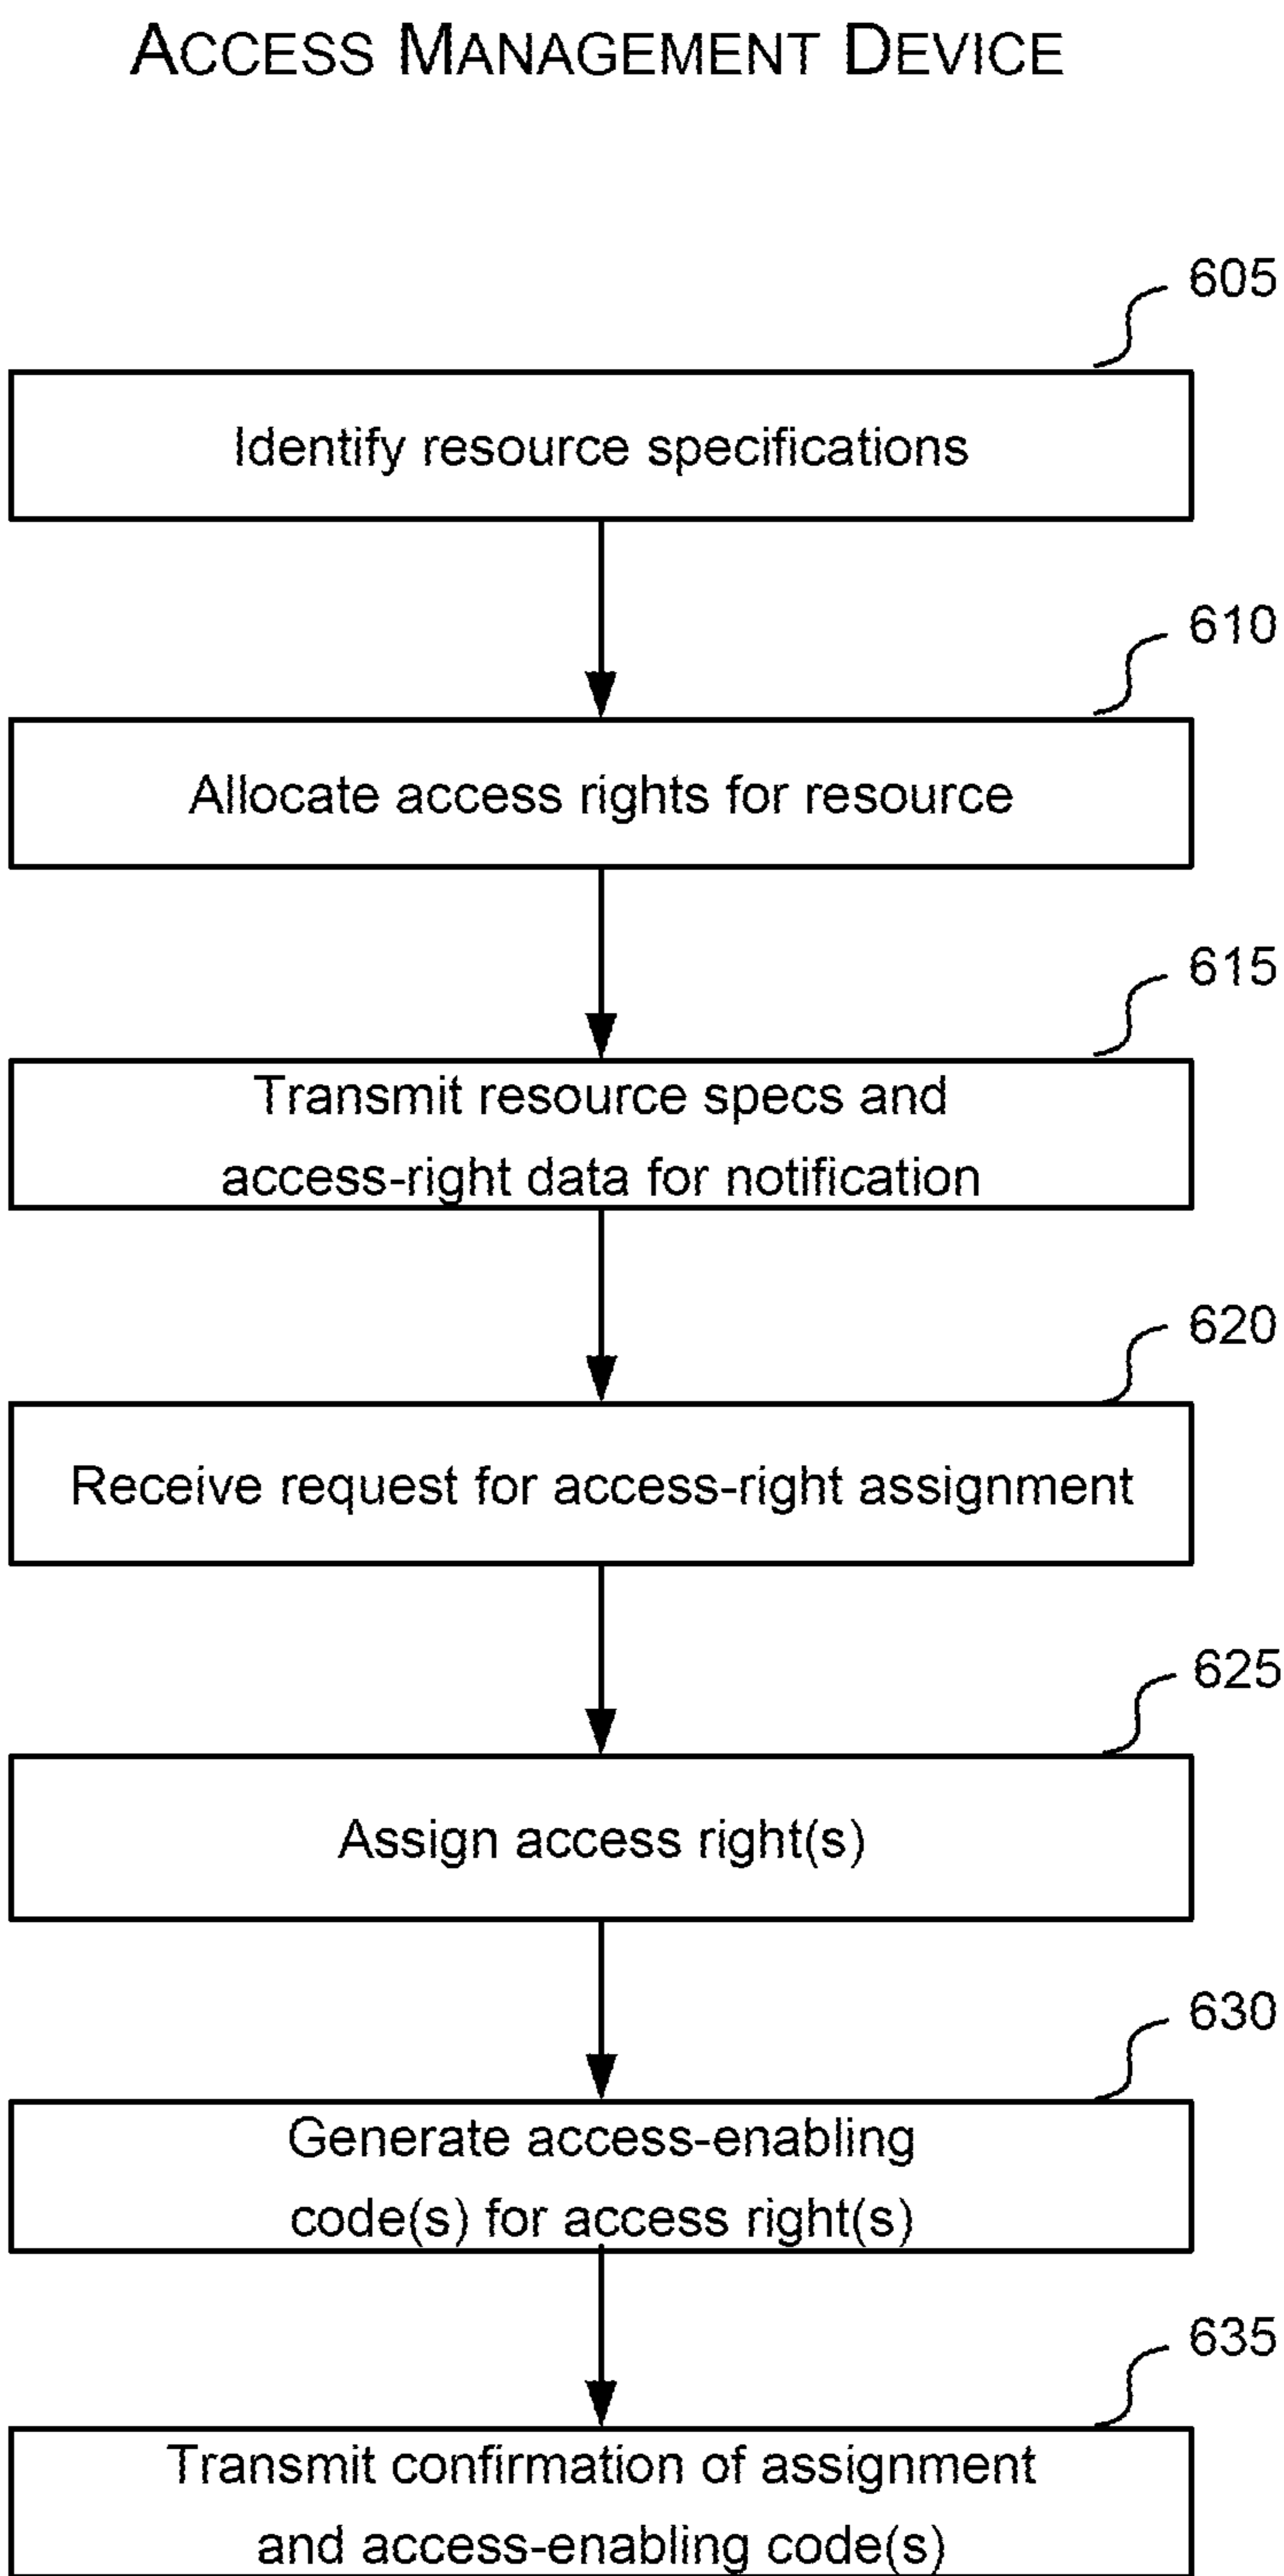 ACCESS MANAGEMENT DEVICE
605
Identify resource specifications
610
Allocate access rights for resource
615
Transmit resource specs and
access-right data for notification
620
Receive request for access-right assignment
625
Assign access right(s)
630
Generate access-enabling
code(s) for access right(s)
635
Transmit confirmation of assignment
and access-enabling code(s)